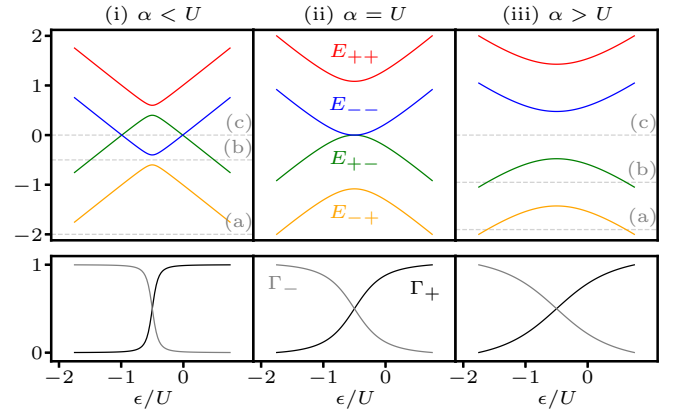 (i) α < U
(ii) α = U
(iii) α > U
2
1
0
−1
−2
(c)
(b)
(a)
E₊₊
E₋₋
E₊₋
E₋₊
(c)
(b)
(a)
1
0
Γ₋
Γ₊
−2 −1 0
−2 −1 0
−2 −1 0
ϵ/U
ϵ/U
ϵ/U